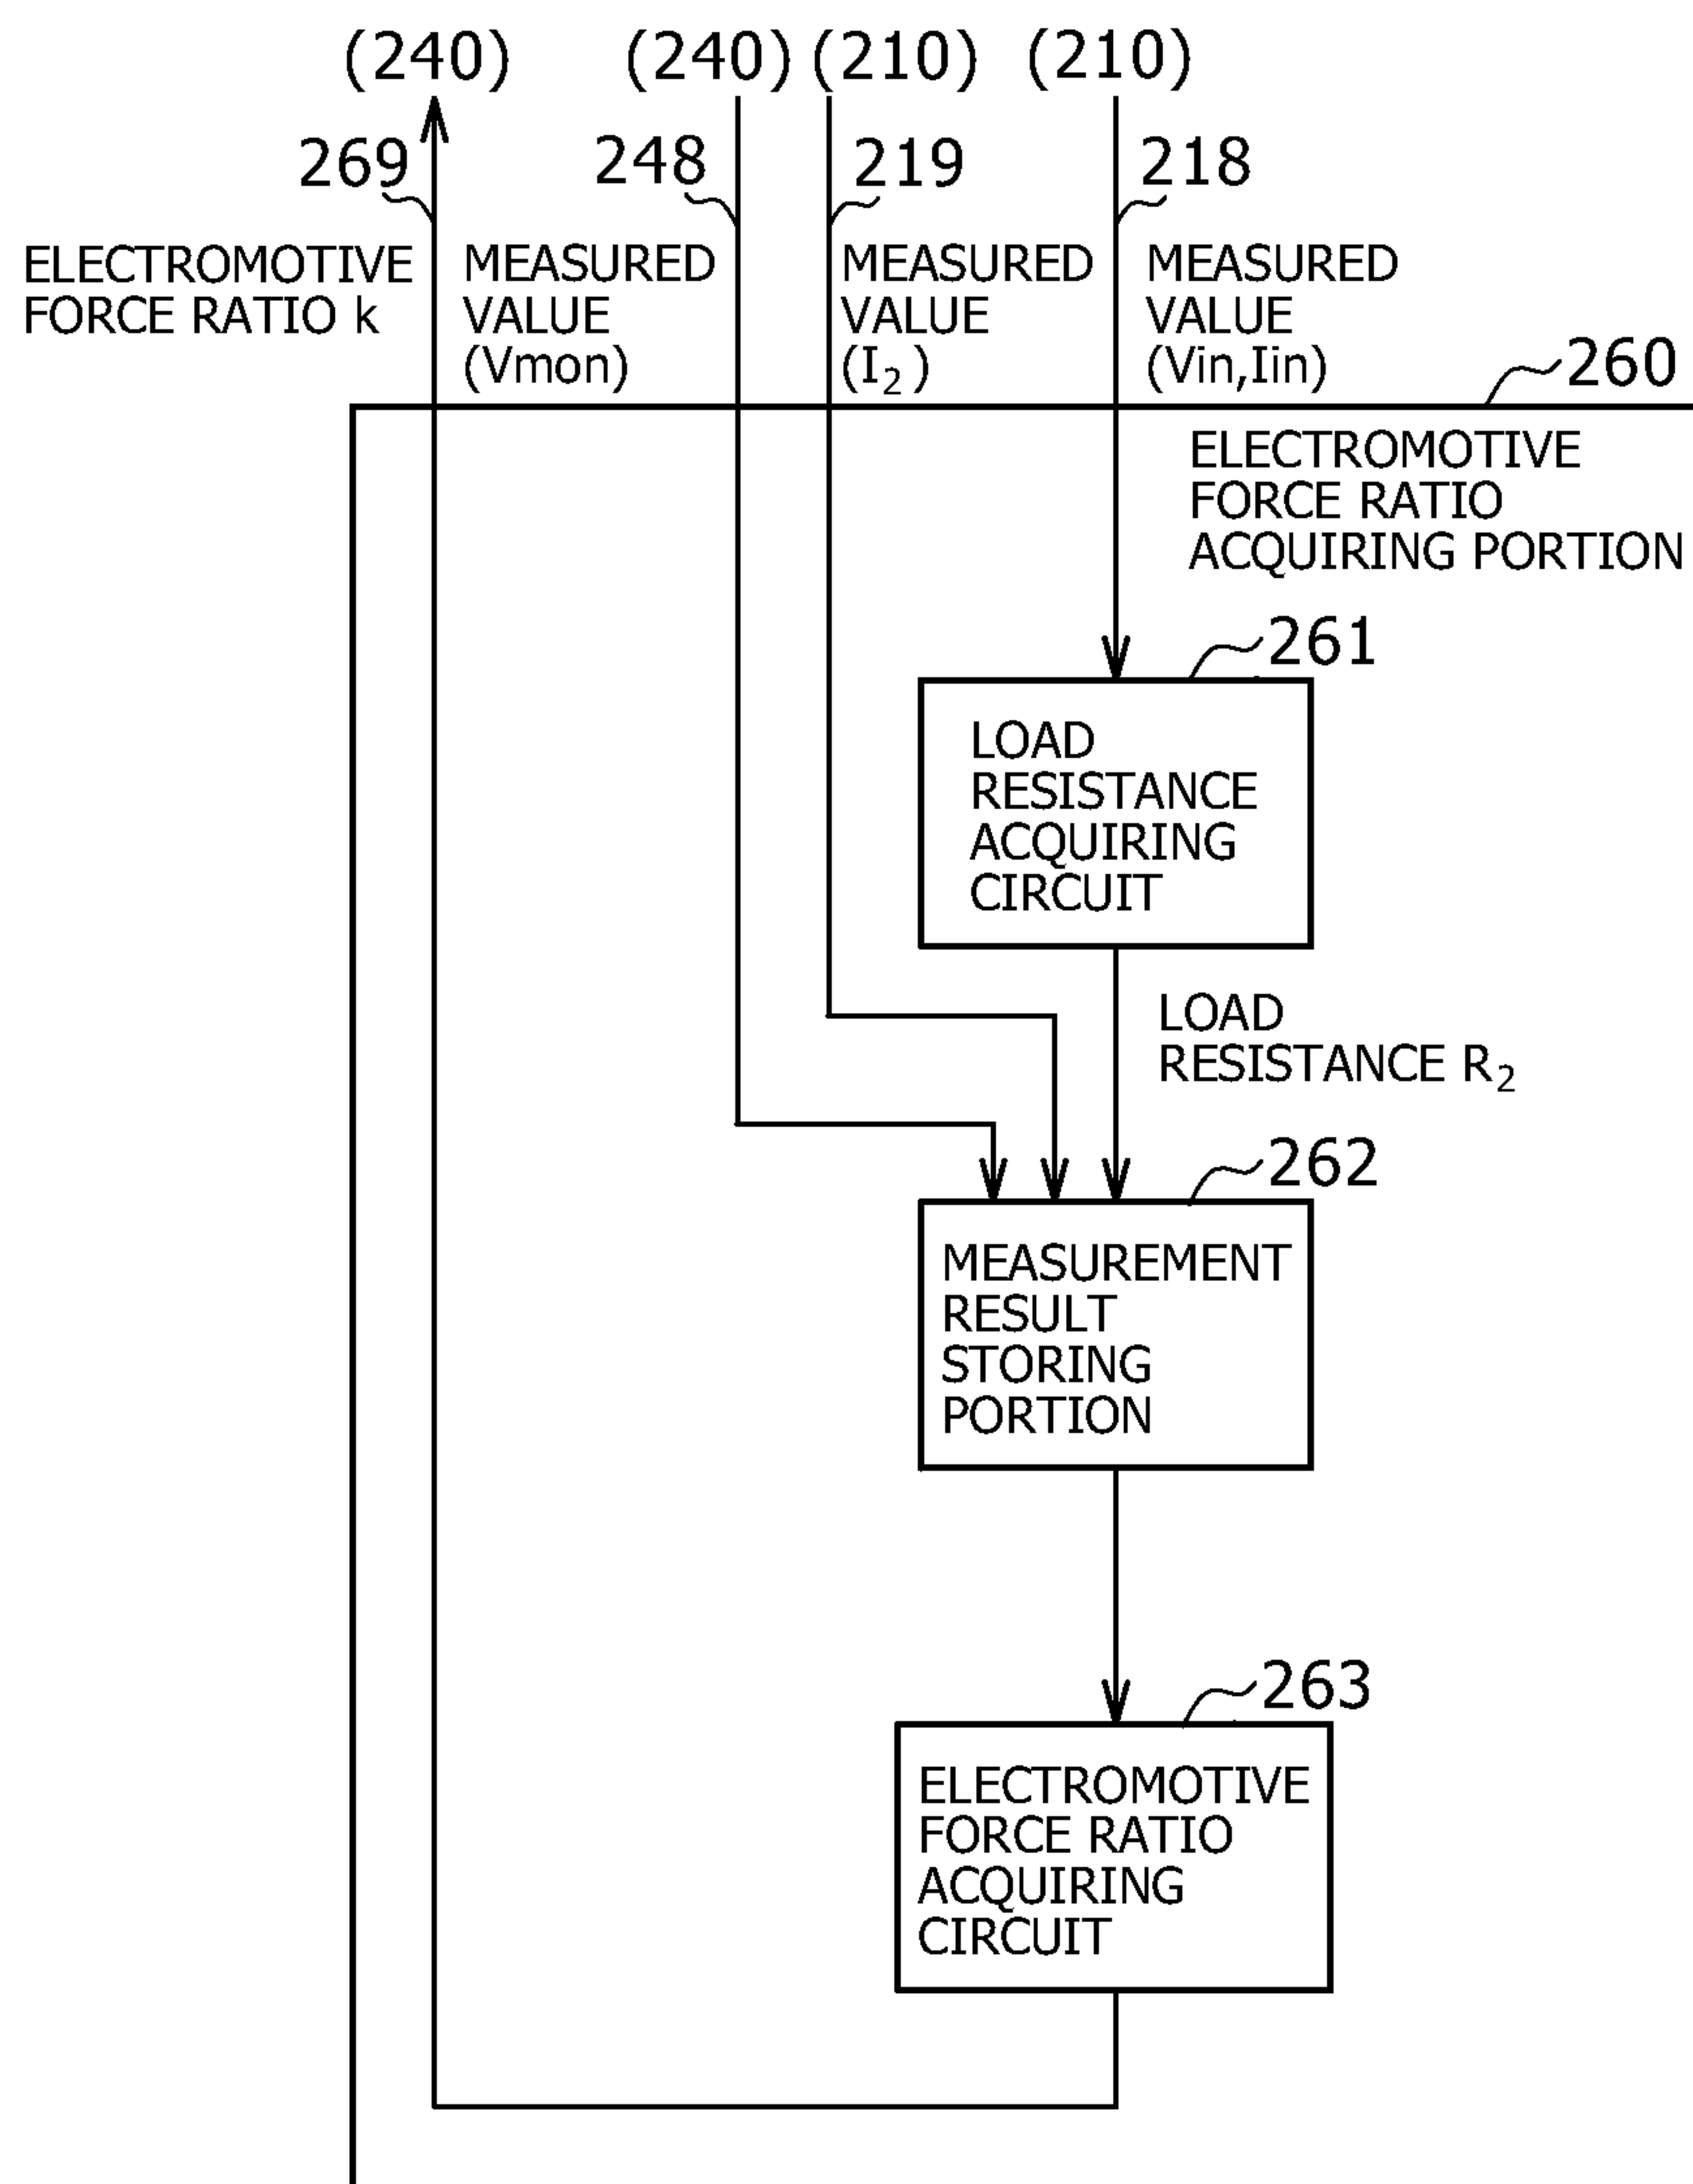 (240) (240) (210) (210)
269 248 219 218
ELECTROMOTIVE
FORCE RATIO k
MEASURED
VALUE
(Vmon)
MEASURED
VALUE
(I₂)
MEASURED
VALUE
(Vin,Iin)
260
ELECTROMOTIVE
FORCE RATIO
ACQUIRING PORTION
261
LOAD
RESISTANCE
ACQUIRING
CIRCUIT
LOAD
RESISTANCE R₂
262
MEASUREMENT
RESULT
STORING
PORTION
263
ELECTROMOTIVE
FORCE RATIO
ACQUIRING
CIRCUIT